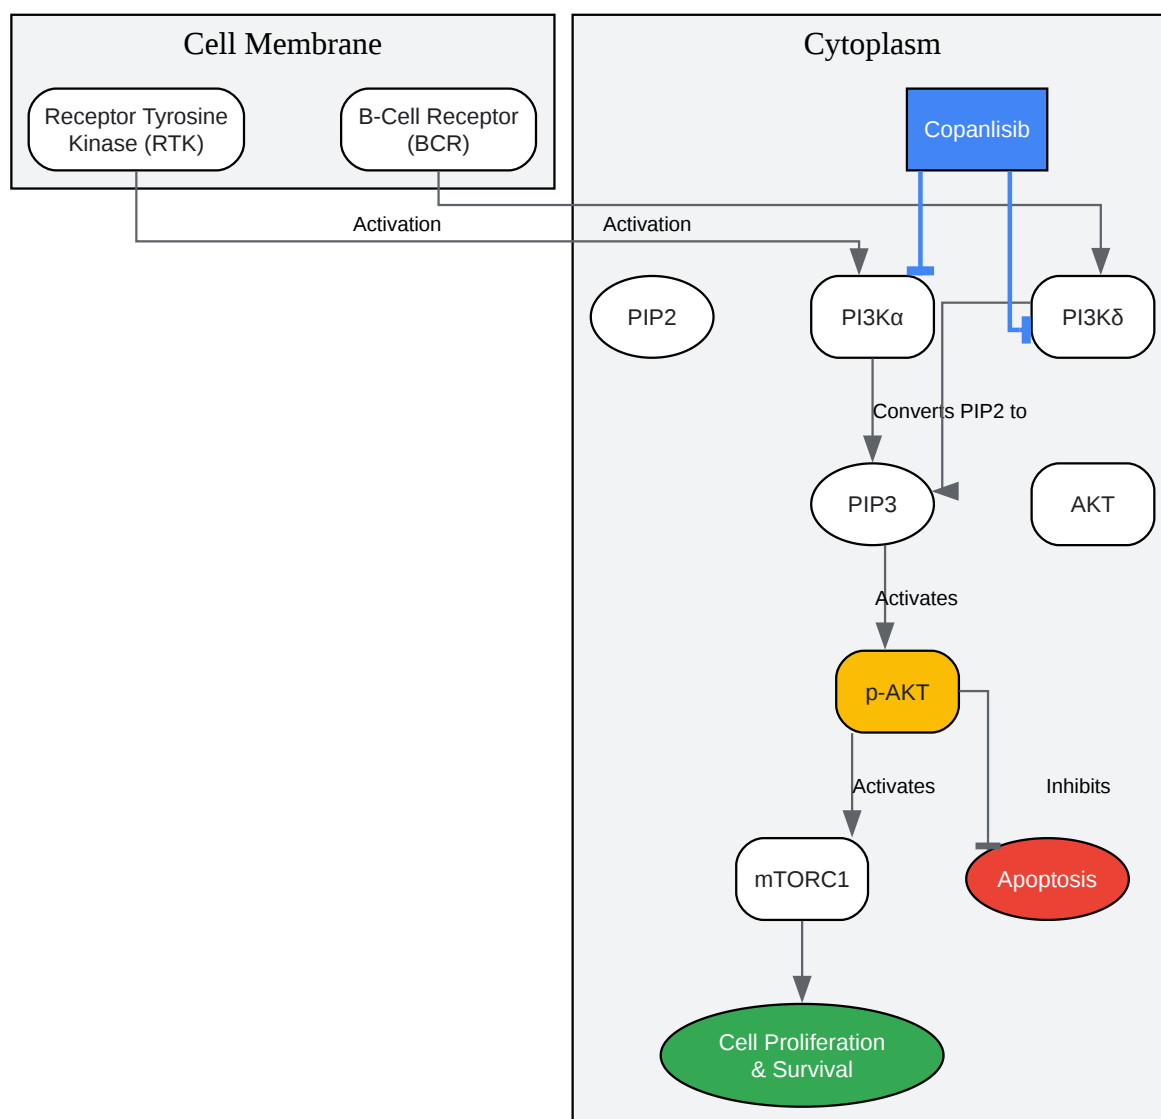 Cell Membrane
Cytoplasm
Receptor Tyrosine
Kinase (RTK)
B-Cell Receptor
(BCR)
Copanlisib
Activation
Activation
PIP2
PI3Kα
PI3Kδ
Converts PIP2 to
PIP3
AKT
Activates
p-AKT
Activates
Inhibits
mTORC1
Apoptosis
Cell Proliferation
& Survival